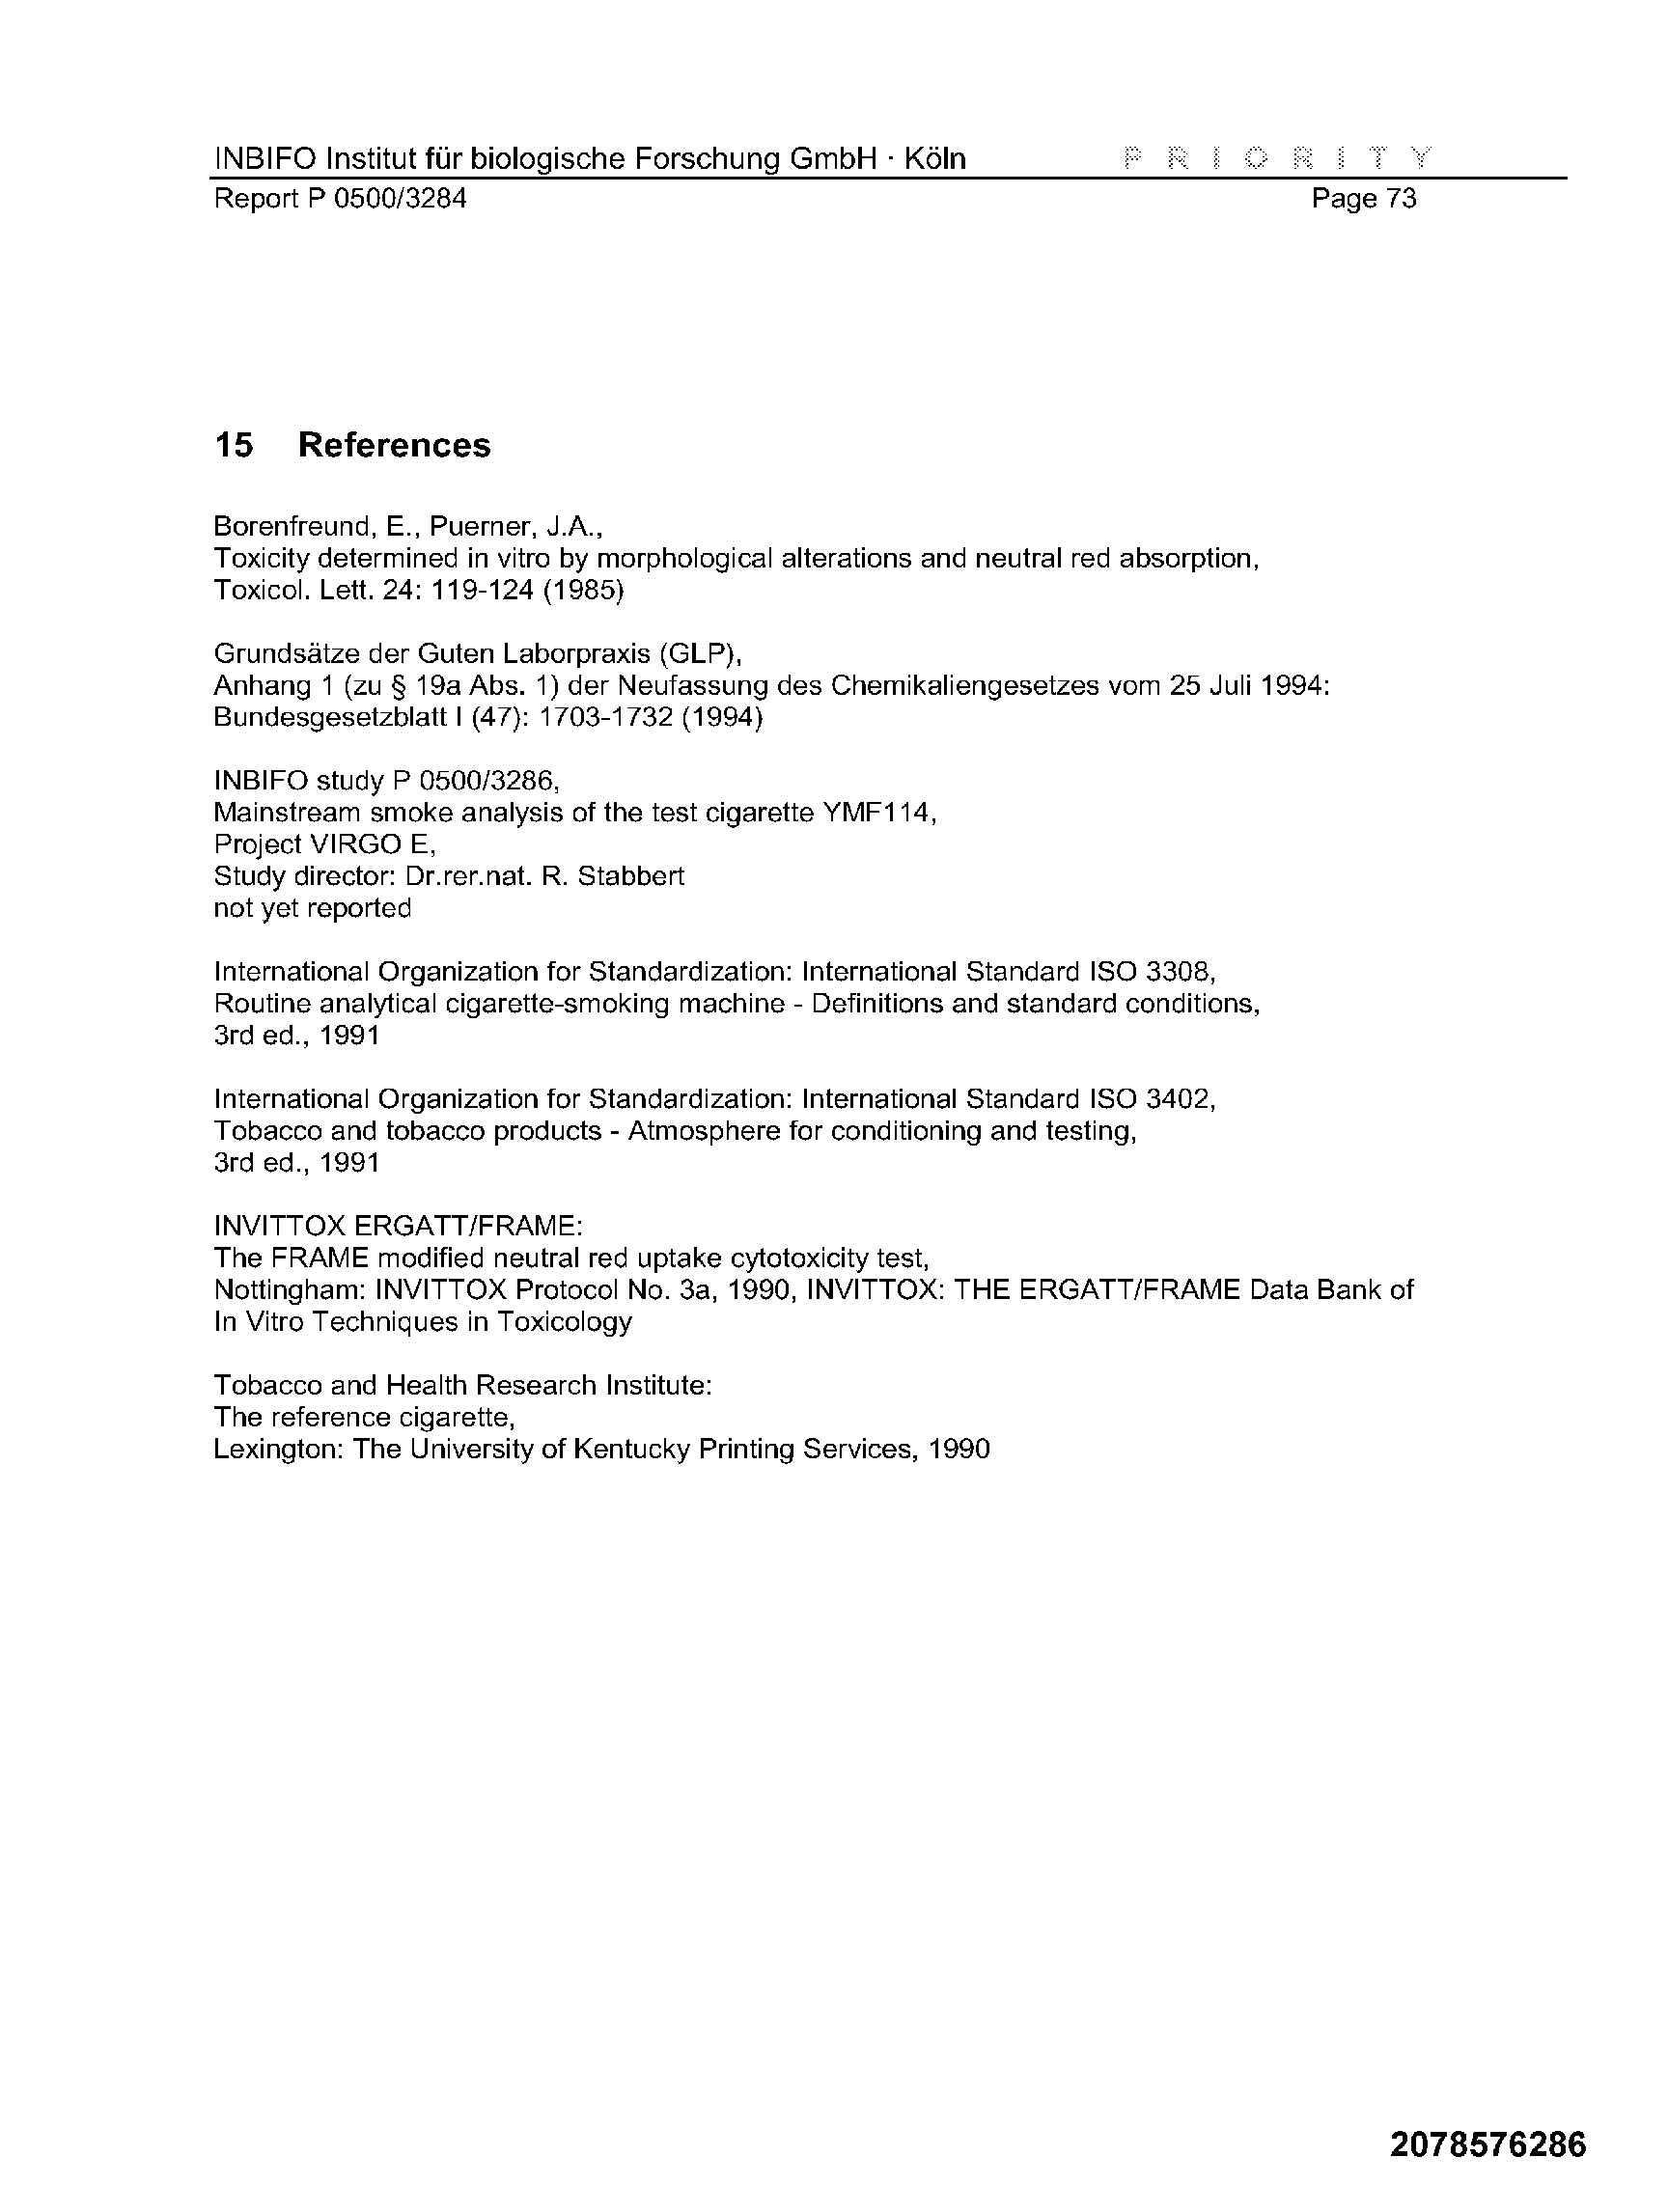 INBIFO Institut für biologische Forschung GmbH · Köln P R I O R I T Y
Report P 0500/3284 Page 73
15 References
Borenfreund, E., Puerner, J.A.,
Toxicity determined in vitro by morphological alterations and neutral red absorption,
Toxicol. Lett. 24: 119-124 (1985)
Grundsätze der Guten Laborpraxis (GLP),
Anhang 1 (zu § 19a Abs. 1) der Neufassung des Chemikaliengesetzes vom 25 Juli 1994:
Bundesgesetzblatt I (47): 1703-1732 (1994)
INBIFO study P 0500/3286,
Mainstream smoke analysis of the test cigarette YMF114,
Project VIRGO E,
Study director: Dr.rer.nat. R. Stabbert
not yet reported
International Organization for Standardization: International Standard ISO 3308,
Routine analytical cigarette-smoking machine - Definitions and standard conditions,
3rd ed., 1991
International Organization for Standardization: International Standard ISO 3402,
Tobacco and tobacco products - Atmosphere for conditioning and testing,
3rd ed., 1991
INVITTOX ERGATT/FRAME:
The FRAME modified neutral red uptake cytotoxicity test,
Nottingham: INVITTOX Protocol No. 3a, 1990, INVITTOX: THE ERGATT/FRAME Data Bank of
In Vitro Techniques in Toxicology
Tobacco and Health Research Institute:
The reference cigarette,
Lexington: The University of Kentucky Printing Services, 1990
2078576286